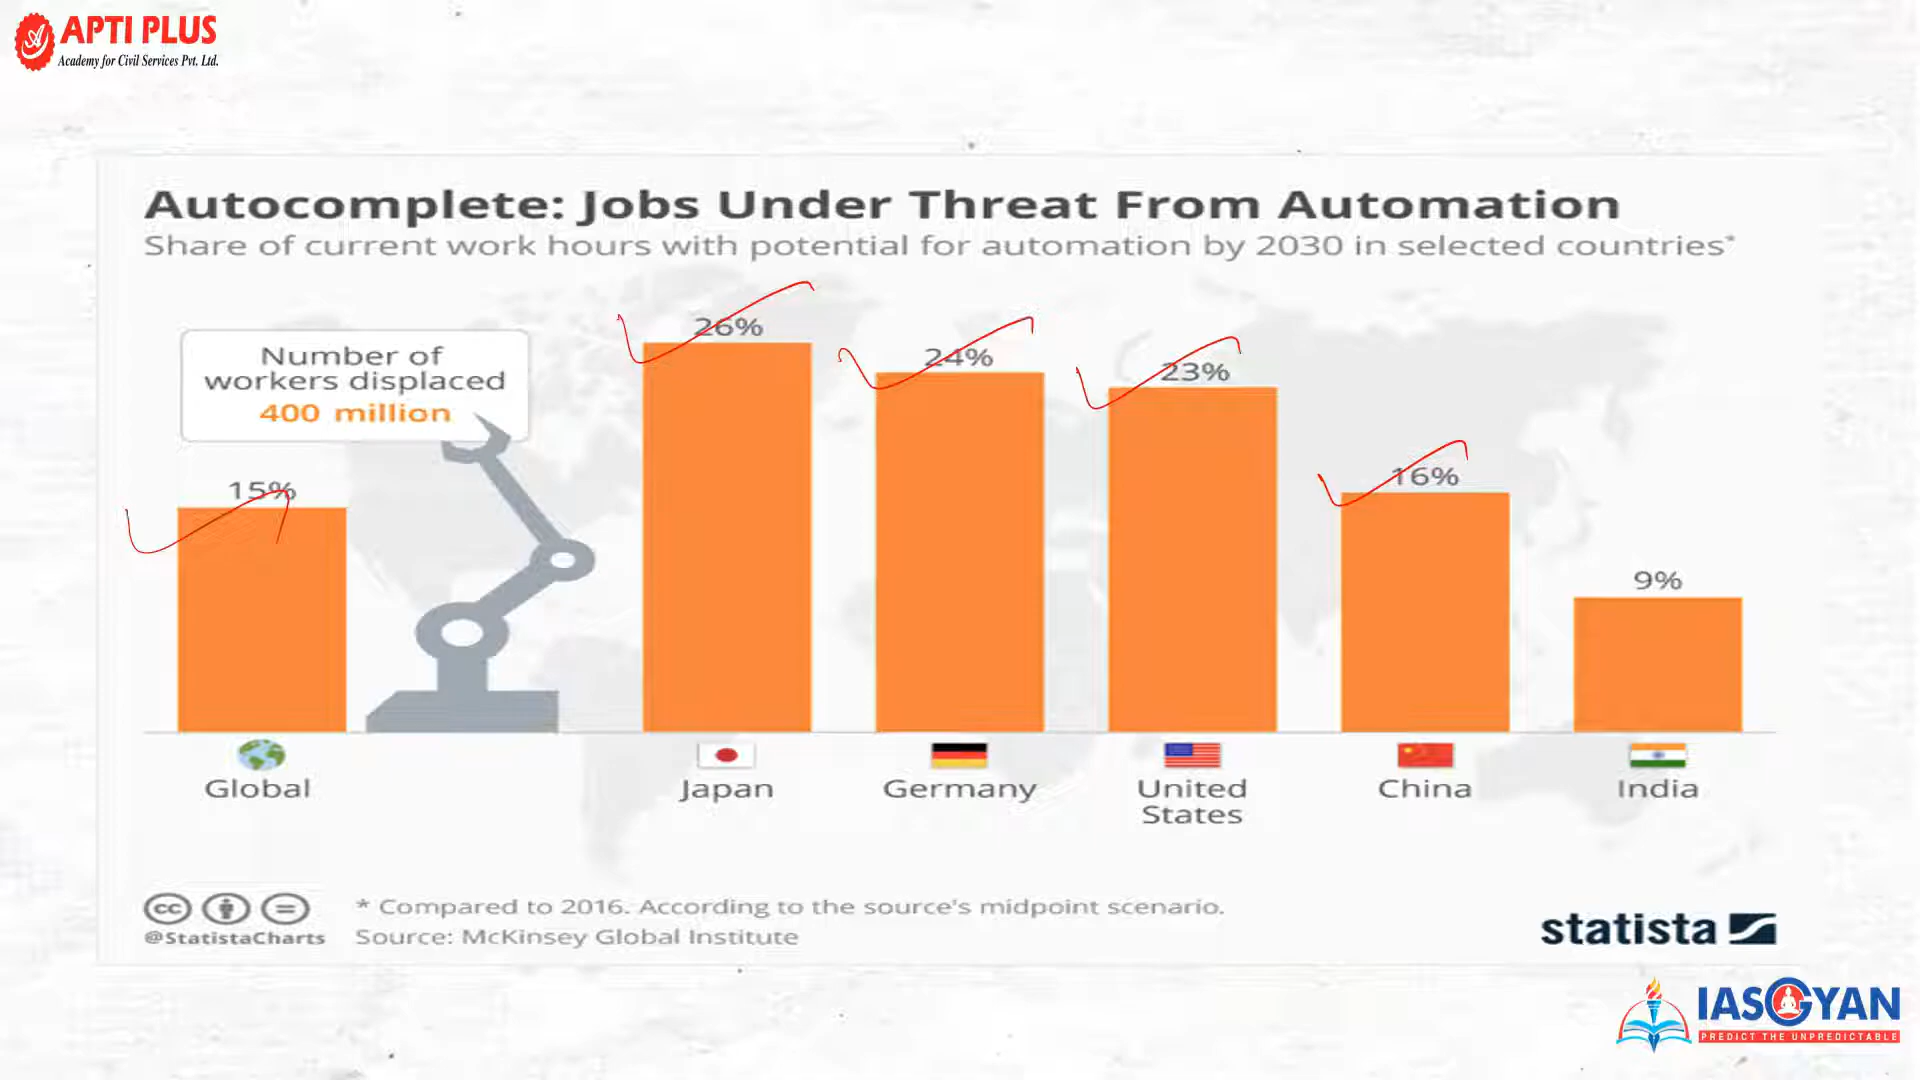 APTI PLUS
Academy for Civil Services Pvt. Ltd.
Autocomplete: Jobs Under Threat From Automation
Share of current work hours with potential for automation by 2030 in selected countries*
Number of
workers displaced
400 million
15%
26%
24%
23%
16%
9%
Global
Japan
Germany
United
States
China
India
cc
@StatistaCharts
* Compared to 2016. According to the source's midpoint scenario.
Source: McKinsey Global Institute
statista
IASGYAN
PREDICT THE UNPREDICTABLE